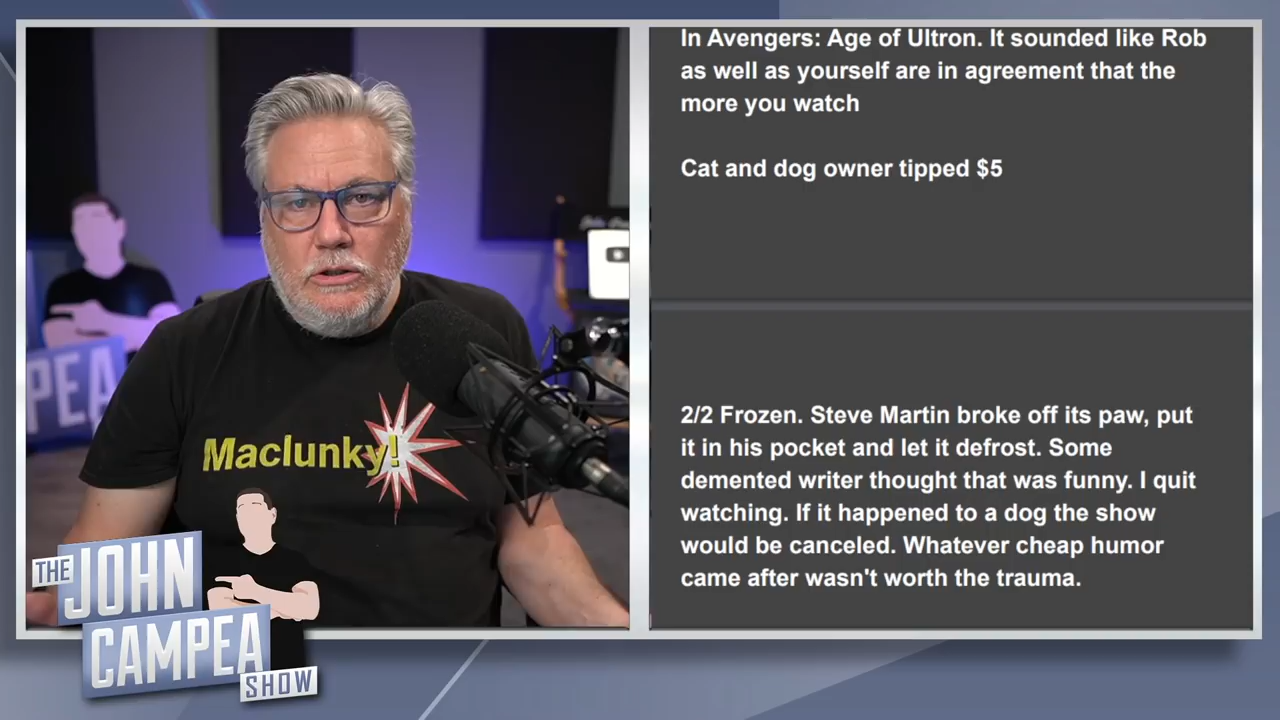 In Avengers: Age of Ultron. It sounded like Rob
as well as yourself are in agreement that the
more you watch
Cat and dog owner tipped $5
2/2 Frozen. Steve Martin broke off its paw, put
it in his pocket and let it defrost. Some
demented writer thought that was funny. I quit
watching. If it happened to a dog the show
would be canceled. Whatever cheap humor
came after wasn't worth the trauma.
Maclunky!
PEA
THE
JOHN
CAMPEA
SHOW